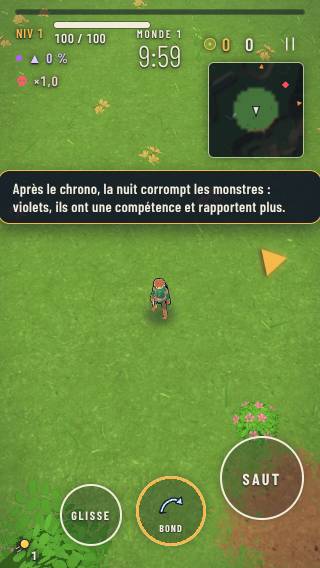 NIV 1
100 / 100
MONDE 1
9:59
0
0
▲ 0 %
×1,0
Après le chrono, la nuit corrompt les monstres :
violets, ils ont une compétence et rapportent plus.
SAUT
GLISSE
BOND
1